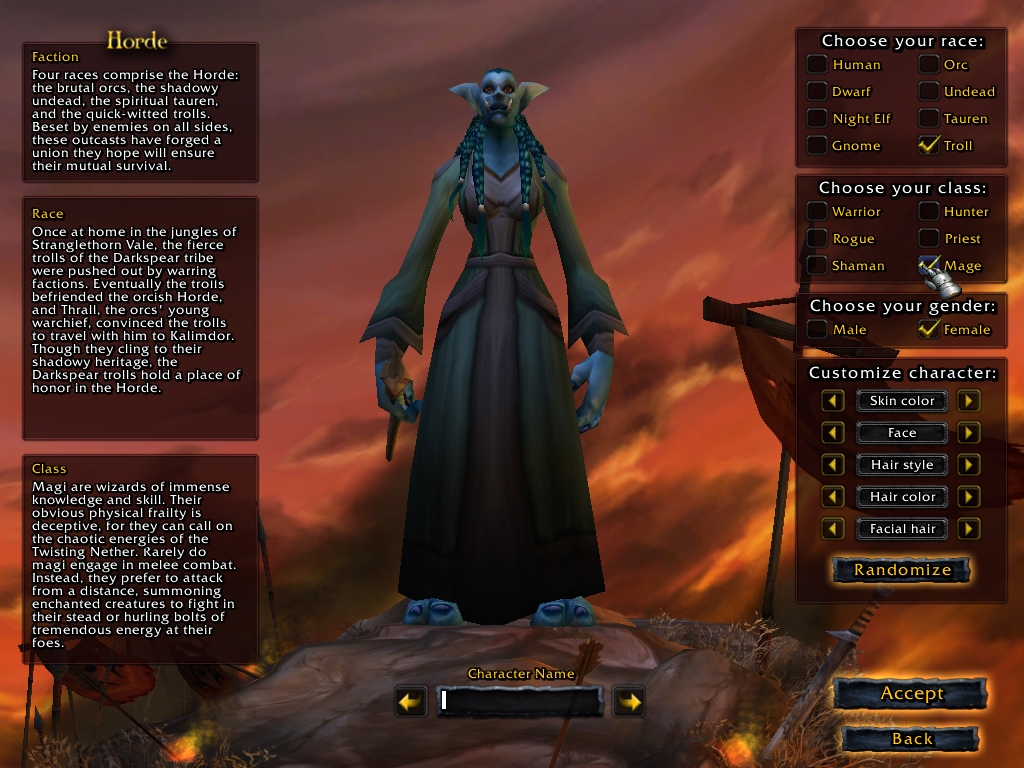 Horde
Faction
Four races comprise the Horde:
the brutal orcs, the shadowy
undead, the spiritual tauren,
and the quick-witted trolls.
Beset by enemies on all sides,
these outcasts have forged a
union they hope will ensure
their mutual survival.
Race
Once at home in the jungles of
Stranglethorn Vale, the fierce
trolls of the Darkspear tribe
were pushed out by warring
factions. Eventually the trolls
befriended the orcish Horde,
and Thrall, the orcs' young
warchief, convinced the trolls
to travel with him to Kalimdor.
Though they cling to their
shadowy heritage, the
Darkspear trolls hold a place of
honor in the Horde.
Class
Magi are wizards of immense
knowledge and skill. Their
obvious physical frailty is
deceptive, for they can call on
the chaotic energies of the
Twisting Nether. Rarely do
magi engage in melee combat.
Instead, they prefer to attack
from a distance, summoning
enchanted creatures to fight in
their stead or hurling bolts of
tremendous energy at their
foes.
Character Name
Choose your race:
Human Orc
Dwarf Undead
Night Elf Tauren
Gnome Troll
Choose your class:
Warrior Hunter
Rogue Priest
Shaman Mage
Choose your gender:
Male Female
Customize character:
Skin color
Face
Hair style
Hair color
Facial hair
Randomize
Accept
Back